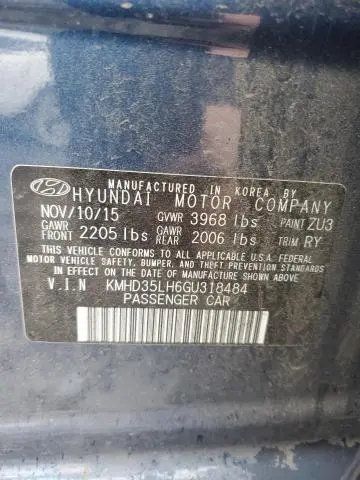 MANUFACTURED IN KOREA BY
HYUNDAI MOTOR COMPANY
NOV/10/15 GVWR 3968 lbs PAINT ZU3
GAWR FRONT 2205 lbs GAWR REAR 2006 lbs TRIM RY
THIS VEHICLE CONFORMS TO ALL APPLICABLE U.S.A. FEDERAL
MOTOR VEHICLE SAFETY, BUMPER, AND THEFT PREVENTION STANDARDS
IN EFFECT ON THE DATE OF MANUFACTURE SHOWN ABOVE.
V.I.N KMHD35LH6GU318484
PASSENGER CAR